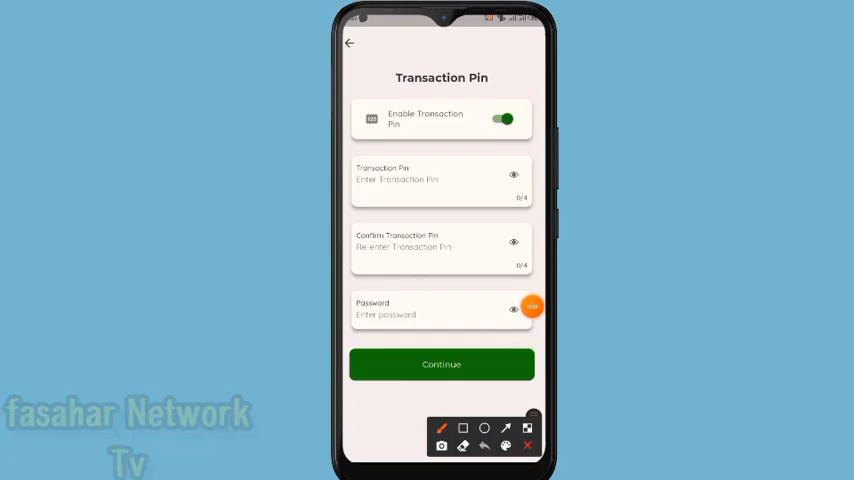 Transaction Pin
Enable Transaction
Pin
123
Transaction Pin
Enter Transaction Pin
0/4
Confirm Transaction Pin
Re-enter Transaction Pin
0/4
Password
Enter password
Continue
fasahar Network
Tv